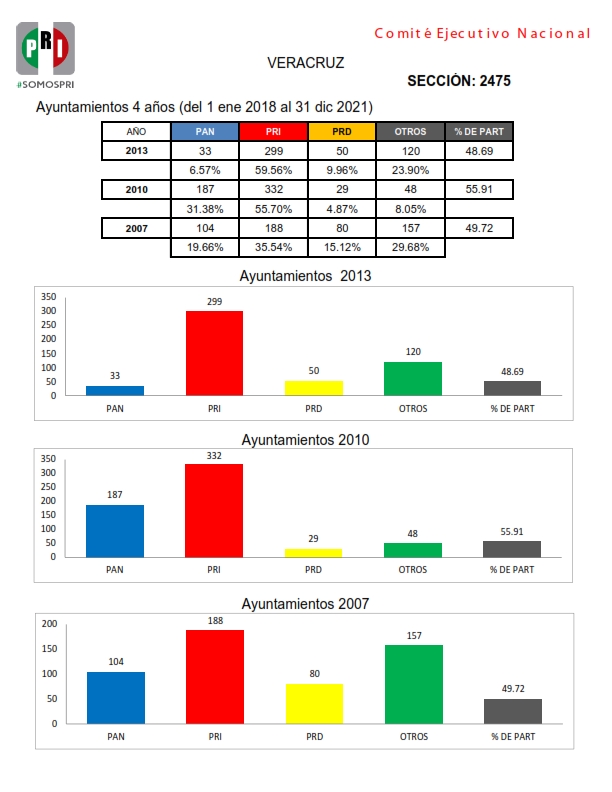 Comité Ejecutivo Nacional
PRI
#SOMOSPRI
VERACRUZ
SECCIÓN: 2475
Ayuntamientos 4 años (del 1 ene 2018 al 31 dic 2021)
AÑO PAN PRI PRD OTROS % DE PART
2013 33 299 50 120 48.69
6.57% 59.56% 9.96% 23.90%
2010 187 332 29 48 55.91
31.38% 55.70% 4.87% 8.05%
2007 104 188 80 157 49.72
19.66% 35.54% 15.12% 29.68%
Ayuntamientos 2013
350
300
250
200
150
100
50
0
33
299
50
120
48.69
PAN PRI PRD OTROS % DE PART
Ayuntamientos 2010
350
300
250
200
150
100
50
0
187
332
29
48
55.91
PAN PRI PRD OTROS % DE PART
Ayuntamientos 2007
200
150
100
50
0
104
188
80
157
49.72
PAN PRI PRD OTROS % DE PART